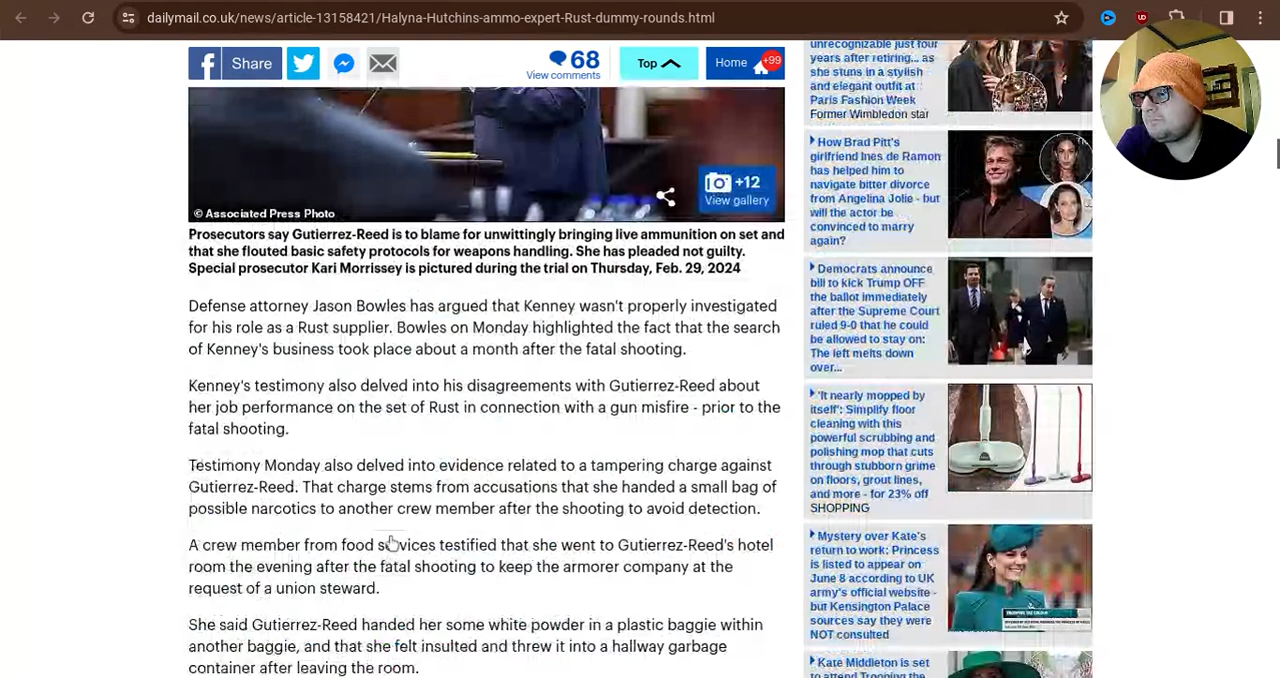 dailymail.co.uk/news/article-13158421/Halyna-Hutchins-ammo-expert-Rust-dummy-rounds.html
Share
68
View comments
Top
Home
+99
+12
View gallery
© Associated Press Photo
Prosecutors say Gutierrez-Reed is to blame for unwittingly bringing live ammunition on set and
that she flouted basic safety protocols for weapons handling. She has pleaded not guilty.
Special prosecutor Kari Morrissey is pictured during the trial on Thursday, Feb. 29, 2024
Defense attorney Jason Bowles has argued that Kenney wasn't properly investigated
for his role as a Rust supplier. Bowles on Monday highlighted the fact that the search
of Kenney's business took place about a month after the fatal shooting.
Kenney's testimony also delved into his disagreements with Gutierrez-Reed about
her job performance on the set of Rust in connection with a gun misfire - prior to the
fatal shooting.
Testimony Monday also delved into evidence related to a tampering charge against
Gutierrez-Reed. That charge stems from accusations that she handed a small bag of
possible narcotics to another crew member after the shooting to avoid detection.
A crew member from food services testified that she went to Gutierrez-Reed's hotel
room the evening after the fatal shooting to keep the armorer company at the
request of a union steward.
She said Gutierrez-Reed handed her some white powder in a plastic baggie within
another baggie, and that she felt insulted and threw it into a hallway garbage
container after leaving the room.
unrecognizable just four
years after retiring... as
she stuns in a stylish
and elegant outfit at
Paris Fashion Week
Former Wimbledon star
How Brad Pitt's
girlfriend Ines de Ramon
has helped him to
navigate bitter divorce
from Angelina Jolie - but
will the actor be
convinced to marry
again?
Democrats announce
bill to kick Trump OFF
the ballot immediately
after the Supreme Court
ruled 9-0 that he could
be allowed to stay on:
The left melts down
over...
'It nearly mopped by
itself': Simplify floor
cleaning with this
powerful scrubbing and
polishing mop that cuts
through stubborn grime
on floors, grout lines,
and more - for 23% off
SHOPPING
Mystery over Kate's
return to work: Princess
is listed to appear on
June 8 according to UK
army's official website -
but Kensington Palace
sources say they were
NOT consulted
Kate Middleton is set
to attend Trooping the